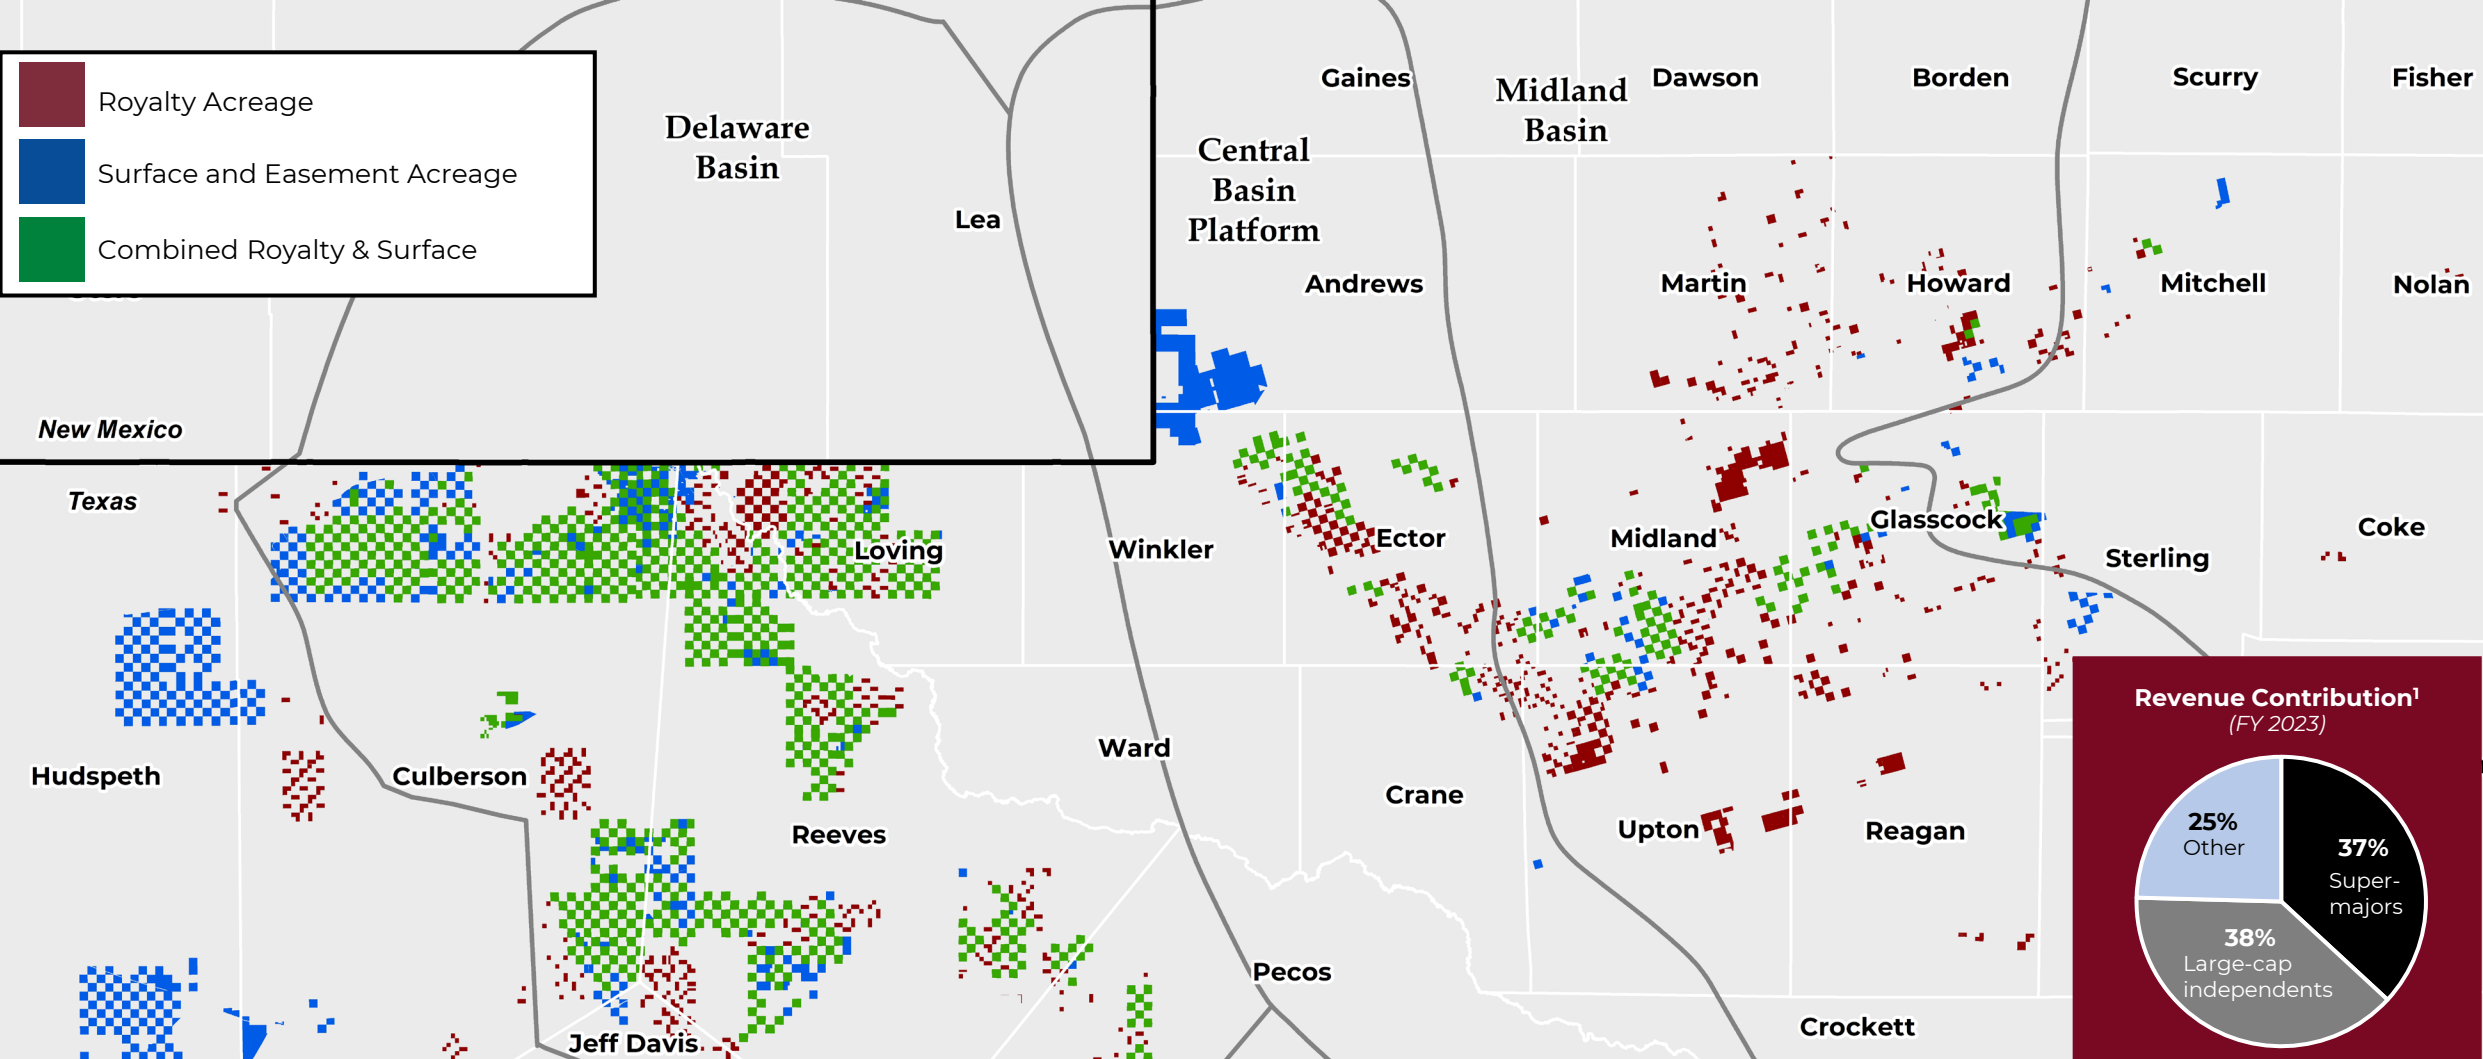 Royalty Acreage
Surface and Easement Acreage
Combined Royalty & Surface
Delaware
Basin
Central
Basin
Platform
Midland
Basin
Gaines
Dawson
Borden
Scurry
Fisher
Lea
Andrews
Martin
Howard
Mitchell
Nolan
New Mexico
Texas
Loving
Winkler
Ector
Midland
Glasscock
Sterling
Coke
Hudspeth
Culberson
Reeves
Ward
Crane
Upton
Reagan
Pecos
Jeff Davis
Crockett
Revenue Contribution¹
(FY 2023)
25%
Other
37%
Super-
majors
38%
Large-cap
independents